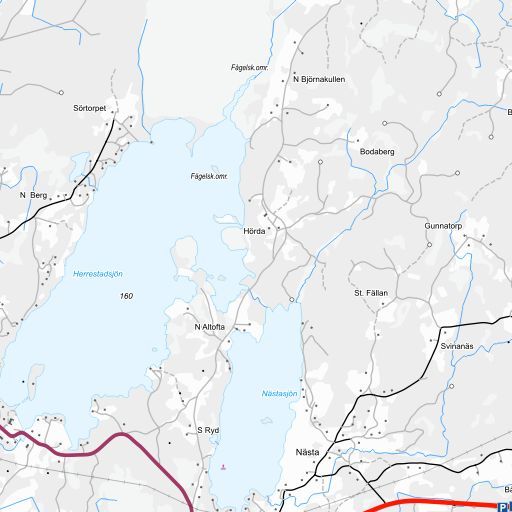 Fågelsk.omr.
N Björnakullen
Sörtorpet
Bodaberg
Fågelsk.omr.
N Berg
Gunnatorp
Hörda
Herrestadsjön
160
St. Fällan
N Altofta
Svinanäs
Nästasjön
S Ryd
Nästa
P